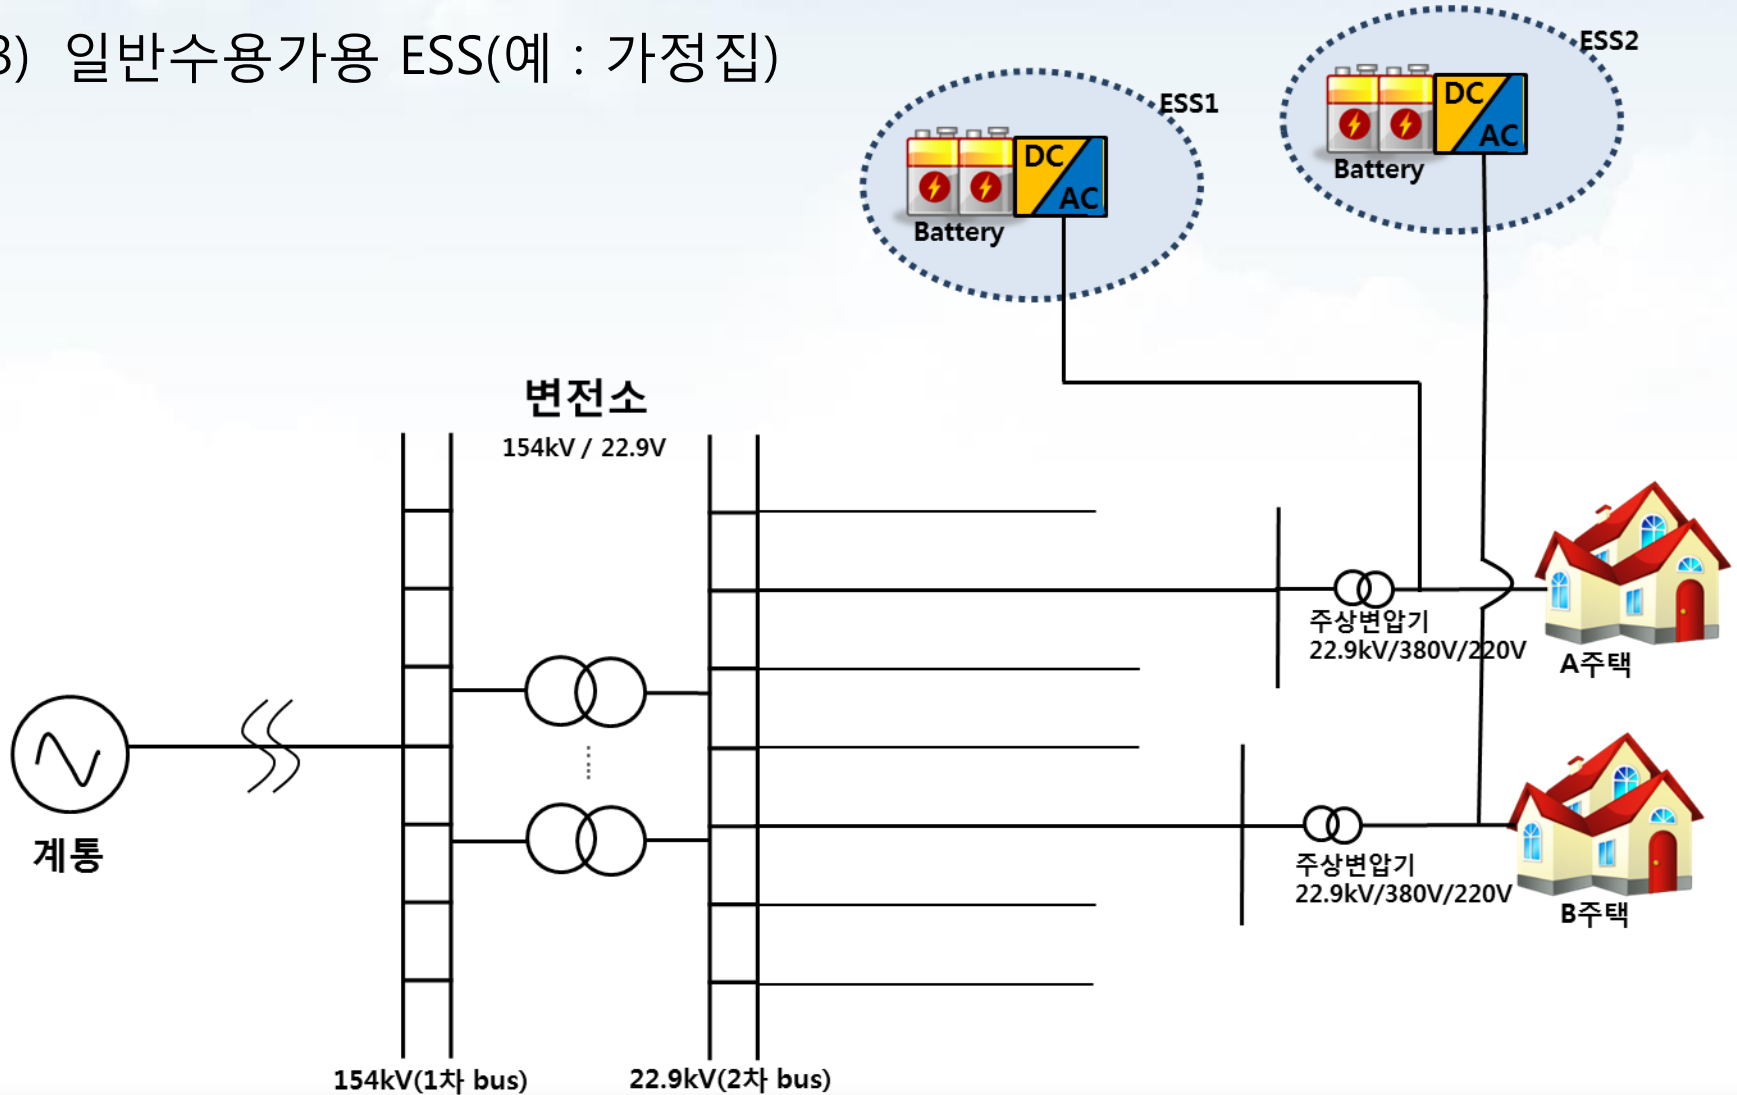 3) 일반수용가용 ESS(예 : 가정집)
ESS1
DC
AC
Battery
ESS2
DC
AC
Battery
변전소
154kV / 22.9V
주상변압기
22.9kV/380V/220V
A주택
계통
주상변압기
22.9kV/380V/220V
B주택
154kV(1차 bus)
22.9kV(2차 bus)